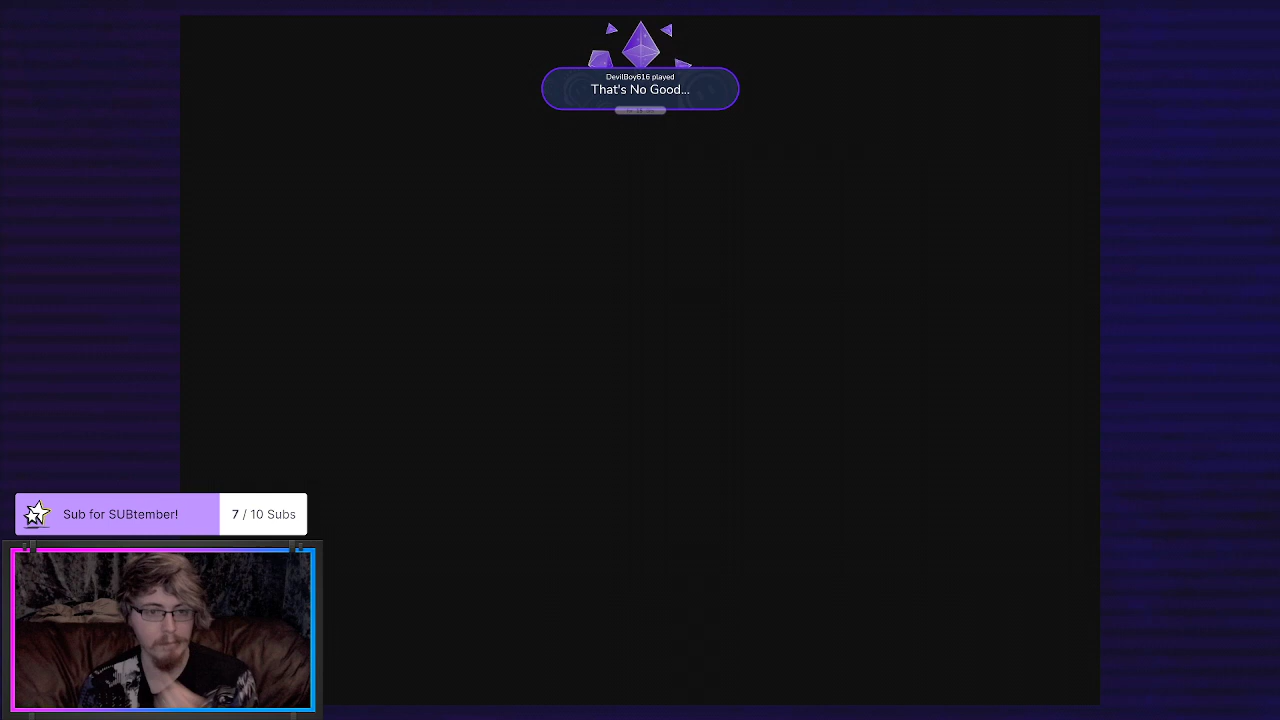 DevilBoy616 played
That's No Good...
Sub for SUBtember!
7 / 10 Subs